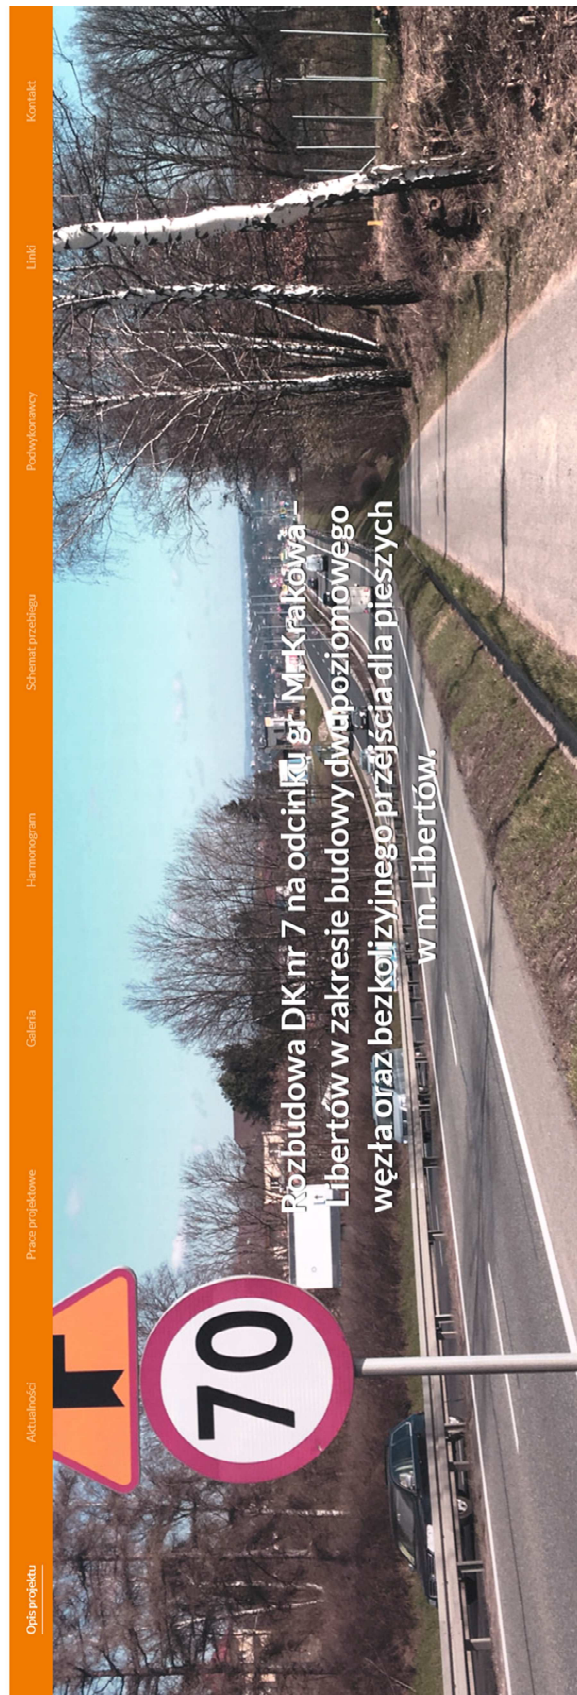 Opis projektu
Aktualności
Prace projektowe
Galeria
Harmonogram
Schemat przebiegu
Podwykonawcy
Linki
Kontakt
Rozbudowa DK nr 7 na odcinku gr. M. Krakowa –
Libertów w zakresie budowy dwupoziomowego
węzła oraz bezkolizyjnego przejścia dla pieszych
w m. Libertów.
70